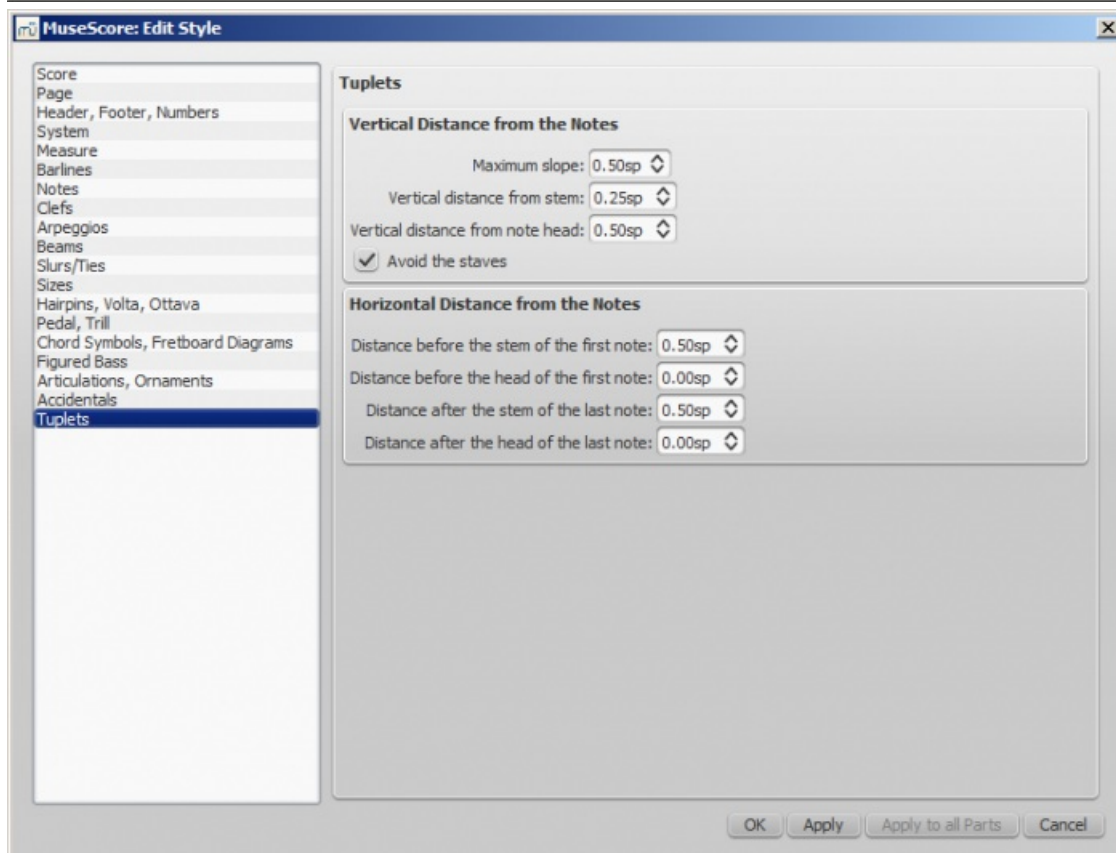 MuseScore: Edit Style
Score
Page
Header, Footer, Numbers
System
Measure
Barlines
Notes
Clefs
Arpeggios
Beams
Slurs/Ties
Sizes
Hairpins, Volta, Ottava
Pedal, Trill
Chord Symbols, Fretboard Diagrams
Figured Bass
Articulations, Ornaments
Accidentals
Tuplets
Tuplets
Vertical Distance from the Notes
Maximum slope: 0.50sp
Vertical distance from stem: 0.25sp
Vertical distance from note head: 0.50sp
Avoid the staves
Horizontal Distance from the Notes
Distance before the stem of the first note: 0.50sp
Distance before the head of the first note: 0.00sp
Distance after the stem of the last note: 0.50sp
Distance after the head of the last note: 0.00sp
OK Apply Apply to all Parts Cancel